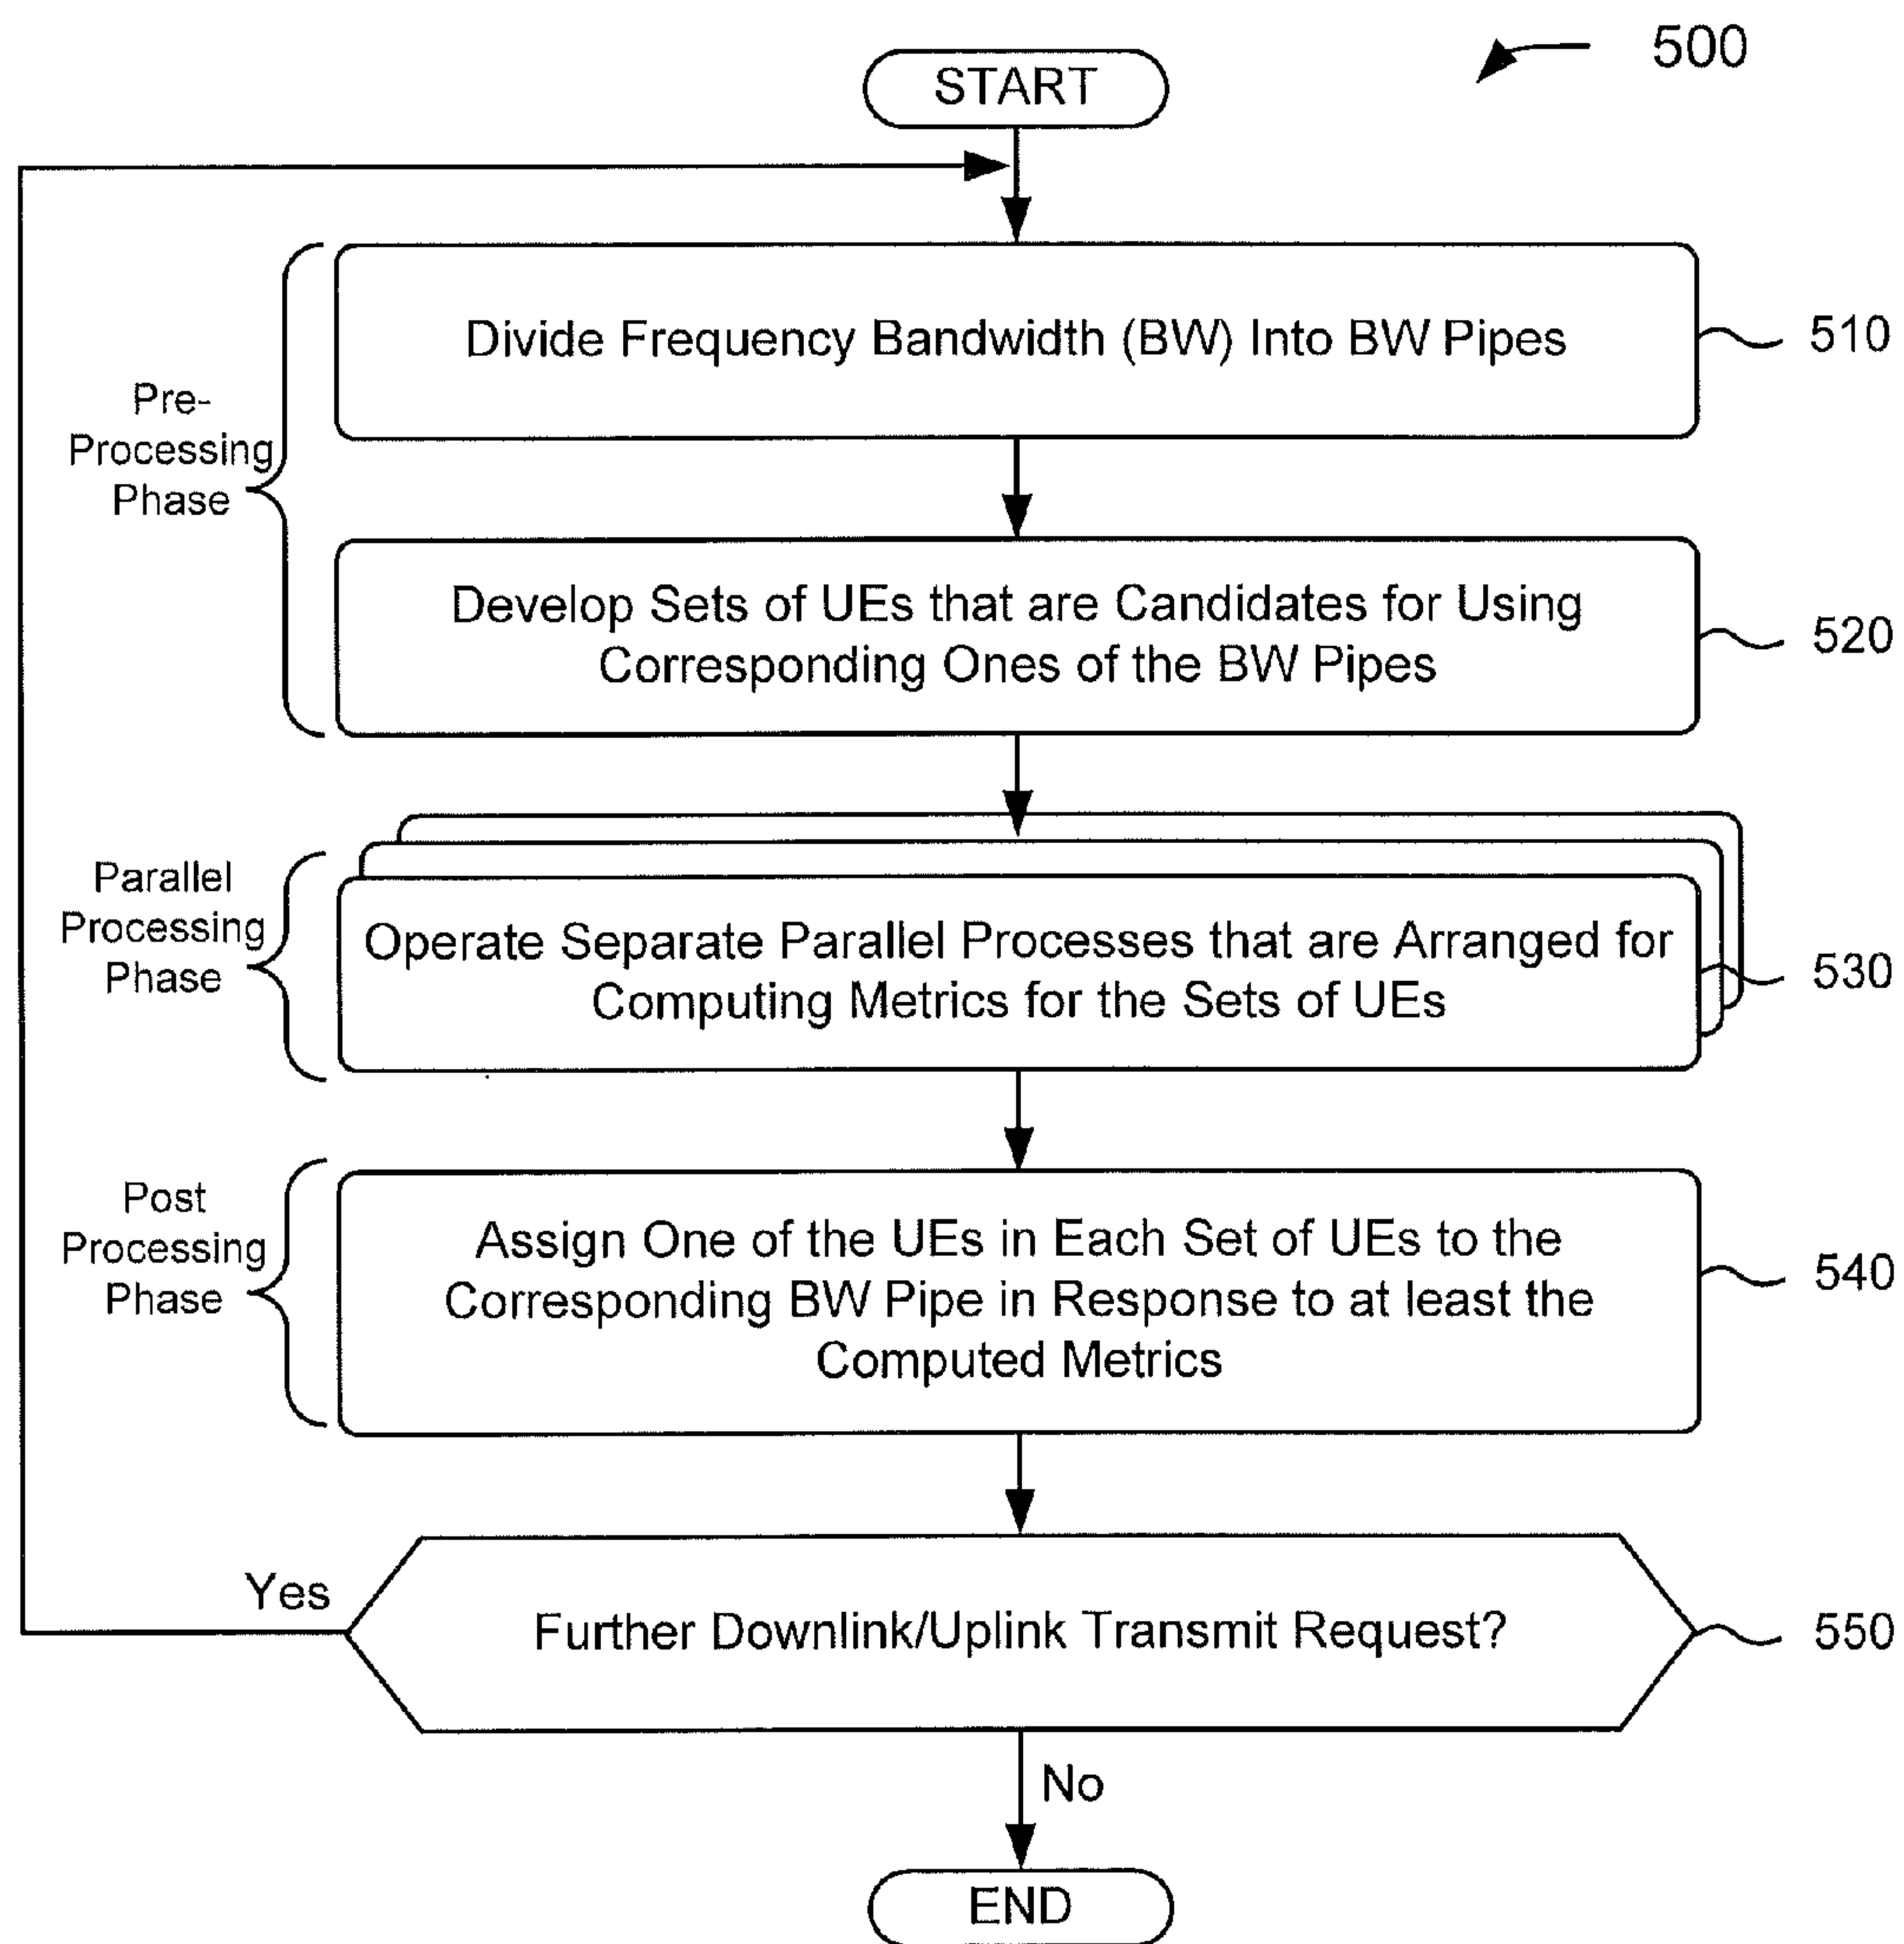 500
START
Divide Frequency Bandwidth (BW) Into BW Pipes
510
Pre-
Processing
Phase
Develop Sets of UEs that are Candidates for Using
Corresponding Ones of the BW Pipes
520
Parallel
Processing
Phase
Operate Separate Parallel Processes that are Arranged for
Computing Metrics for the Sets of UEs
530
Post
Processing
Phase
Assign One of the UEs in Each Set of UEs to the
Corresponding BW Pipe in Response to at least the
Computed Metrics
540
Yes
Further Downlink/Uplink Transmit Request?
550
No
END